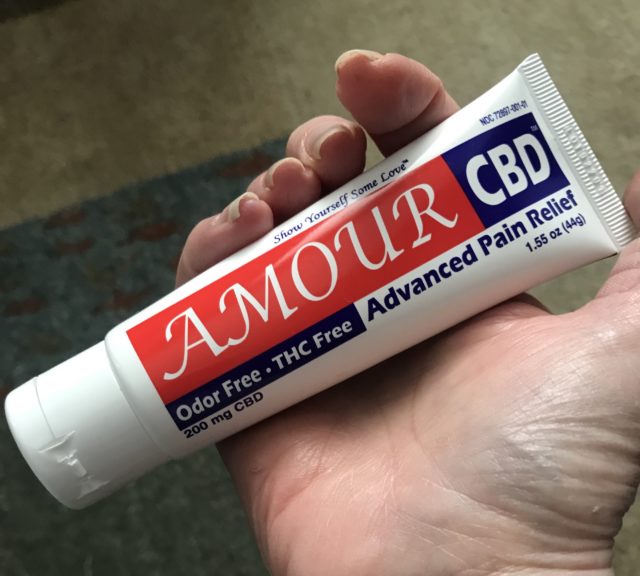 NDC 72897-001-01
Show Yourself Some Love™
AMOUR
CBD™
Advanced Pain Relief
1.55 oz (44g)
Odor Free • THC Free
200 mg CBD